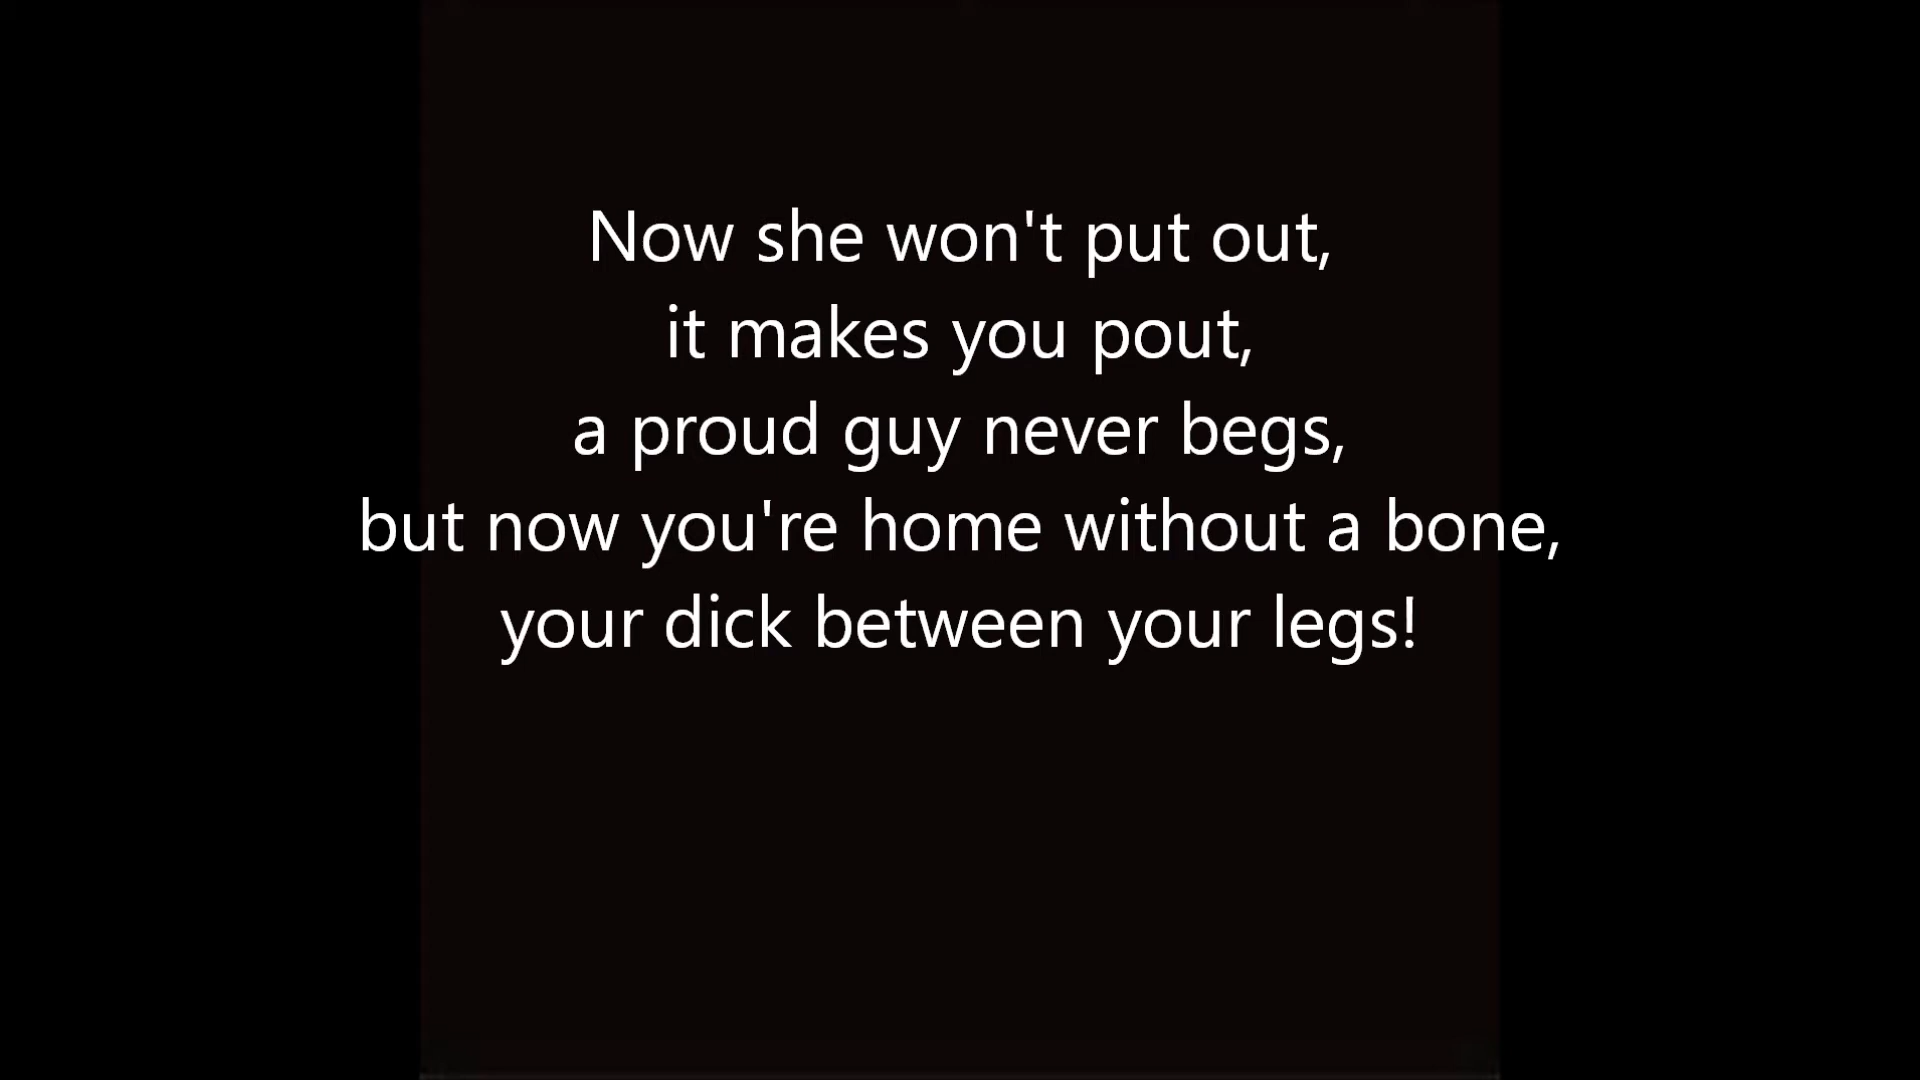 Now she won't put out,
it makes you pout,
a proud guy never begs,
but now you're home without a bone,
your dick between your legs!